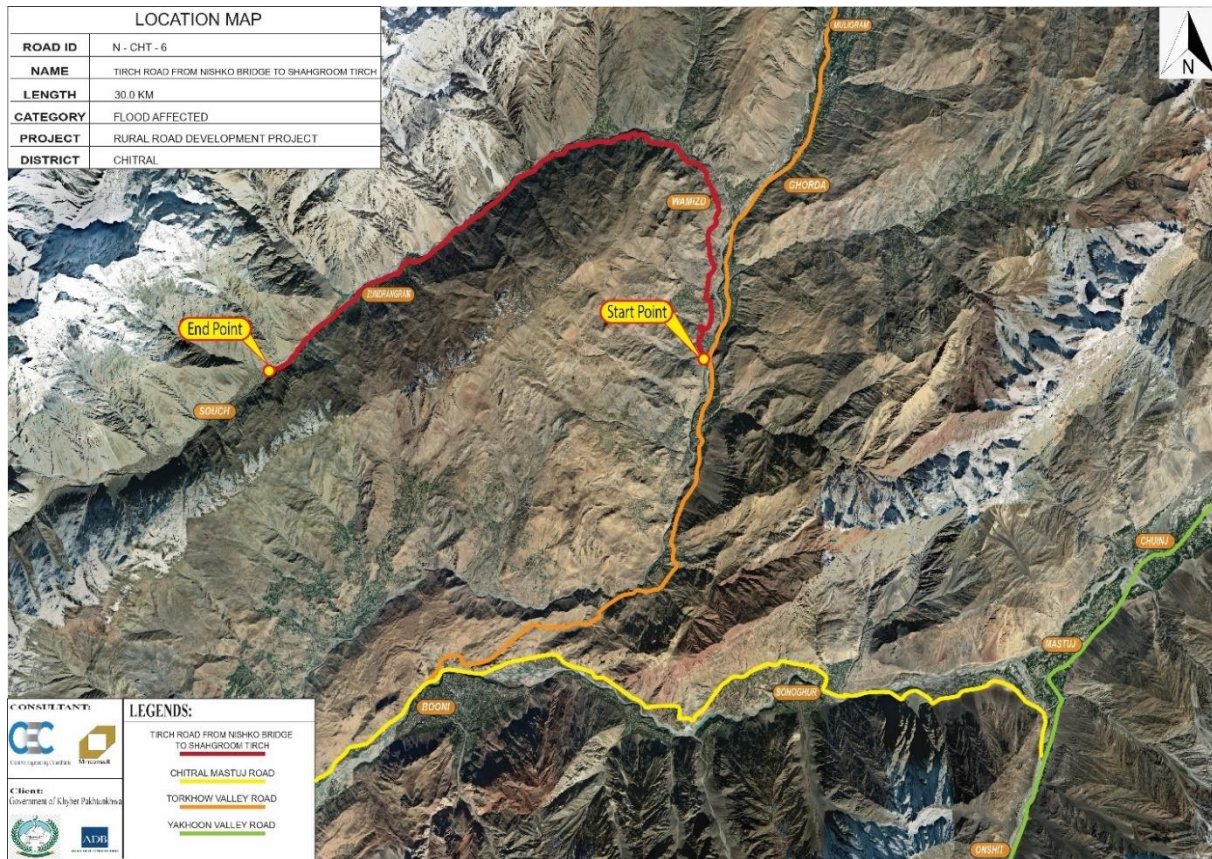 LOCATION MAP
ROAD ID N - CHT - 6
NAME TIRCH ROAD FROM NISHKO BRIDGE TO SHAHGROOM TIRCH
LENGTH 30.0 KM
CATEGORY FLOOD AFFECTED
PROJECT RURAL ROAD DEVELOPMENT PROJECT
DISTRICT CHITRAL
MULIGRAM
N
GHORDA
WAMIZO
ZUNDRANGRAM
Start Point
End Point
SOUCH
CHUINJ
MASTUJ
SONOGHUR
BOONI
ONSHIT
CONSULTANT:
Client:
Government of Khyber Pakhtunkhwa
ADB
LEGENDS:
TIRCH ROAD FROM NISHKO BRIDGE
TO SHAHGROOM TIRCH
CHITRAL MASTUJ ROAD
TORKHOW VALLEY ROAD
YAKHOON VALLEY ROAD